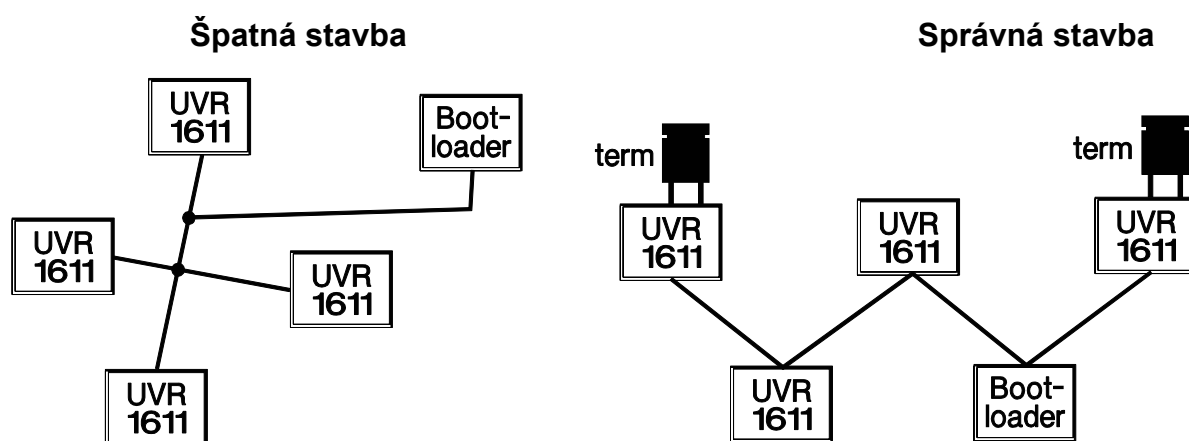 Špatná stavba
UVR
1611
Boot-
loader
UVR
1611
UVR
1611
UVR
1611
Správná stavba
term
term
UVR
1611
UVR
1611
UVR
1611
UVR
1611
Boot-
loader